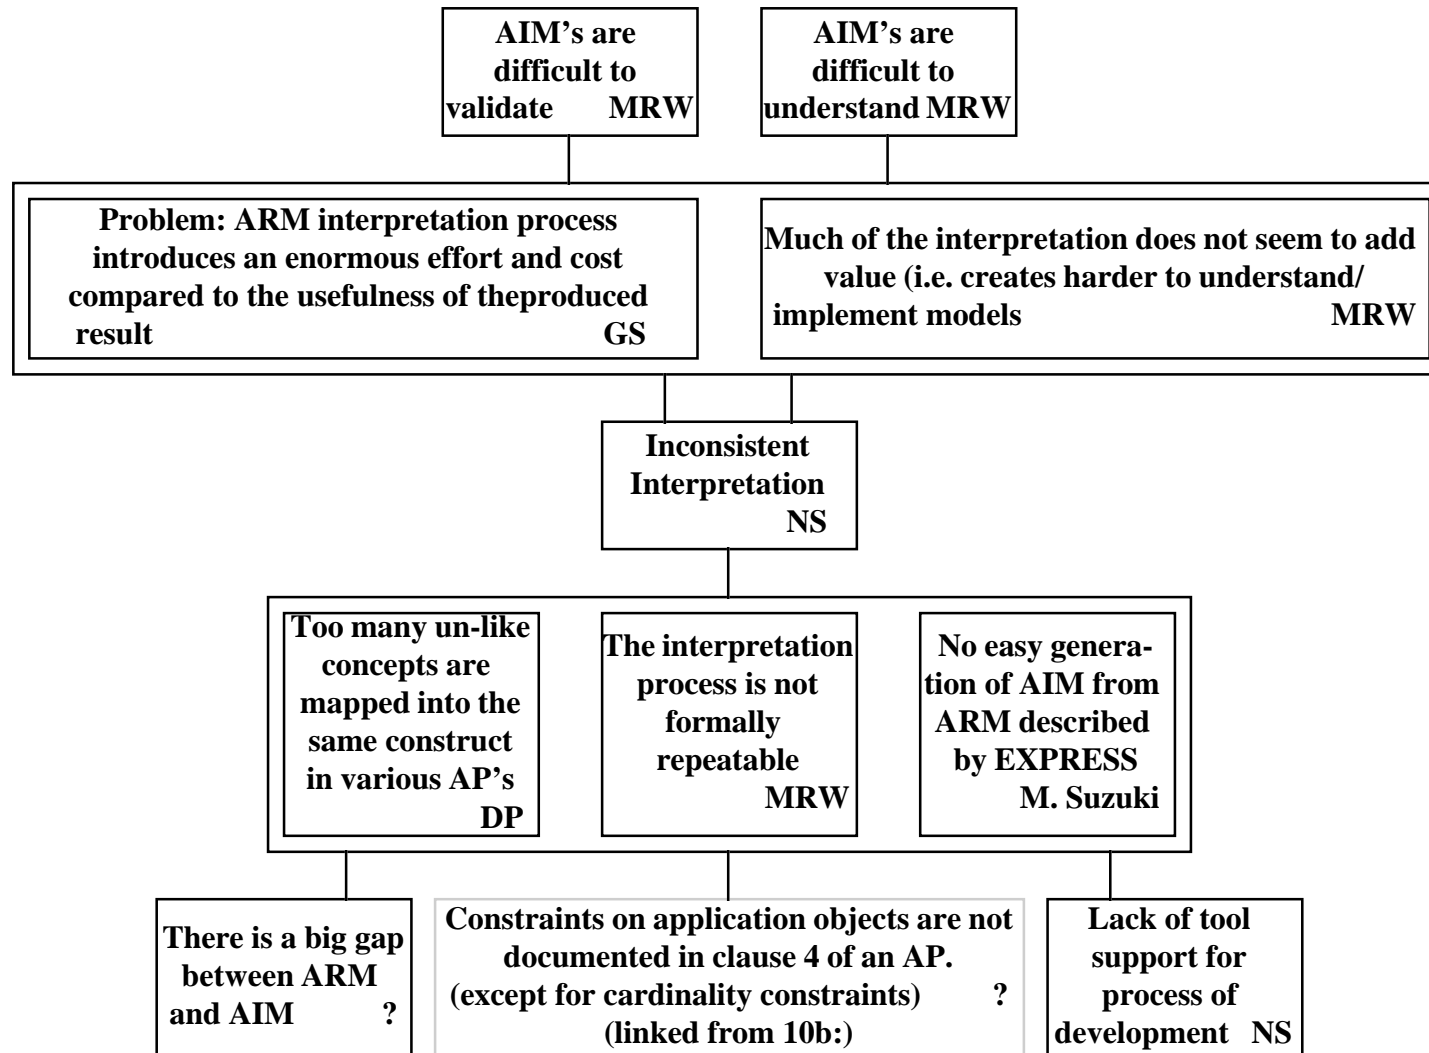 AIM’s are
difficult to
validate MRW
AIM’s are
difficult to
understand MRW
Problem: ARM interpretation process
introduces an enormous effort and cost
compared to the usefulness of theproduced
result GS
Much of the interpretation does not seem to add
value (i.e. creates harder to understand/
implement models MRW
Inconsistent
Interpretation
NS
Too many un-like
concepts are
mapped into the
same construct
in various AP’s
DP
The interpretation
process is not
formally
repeatable
MRW
No easy genera-
tion of AIM from
ARM described
by EXPRESS
M. Suzuki
There is a big gap
between ARM
and AIM ?
Constraints on application objects are not
documented in clause 4 of an AP.
(except for cardinality constraints) ?
(linked from 10b:)
Lack of tool
support for
process of
development NS